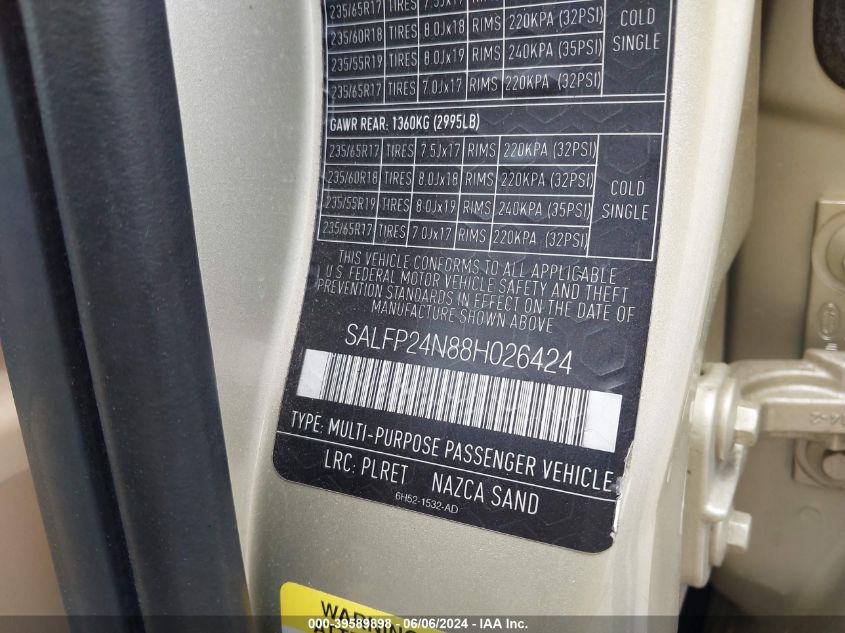 235/65R17 TIRES 7.5Jx17 RIMS 220KPA (32PSI)
235/60R18 TIRES 8.0Jx18 RIMS 220KPA (32PSI)
235/55R19 TIRES 8.0Jx19 RIMS 240KPA (35PSI)
235/65R17 TIRES 7.0Jx17 RIMS 220KPA (32PSI)
COLD
SINGLE
GAWR REAR: 1360KG (2995LB)
235/65R17 TIRES 7.5Jx17 RIMS 220KPA (32PSI)
235/60R18 TIRES 8.0Jx18 RIMS 220KPA (32PSI)
235/55R19 TIRES 8.0Jx19 RIMS 240KPA (35PSI)
235/65R17 TIRES 7.0Jx17 RIMS 220KPA (32PSI)
COLD
SINGLE
THIS VEHICLE CONFORMS TO ALL APPLICABLE
U.S. FEDERAL MOTOR VEHICLE SAFETY AND THEFT
PREVENTION STANDARDS IN EFFECT ON THE DATE OF
MANUFACTURE SHOWN ABOVE
SALFP24N88H026424
TYPE: MULTI-PURPOSE PASSENGER VEHICLE
LRC: PLRET NAZCA SAND
6H52-1532-AD
WARNING
000-39589898 - 06/06/2024 - IAA Inc.